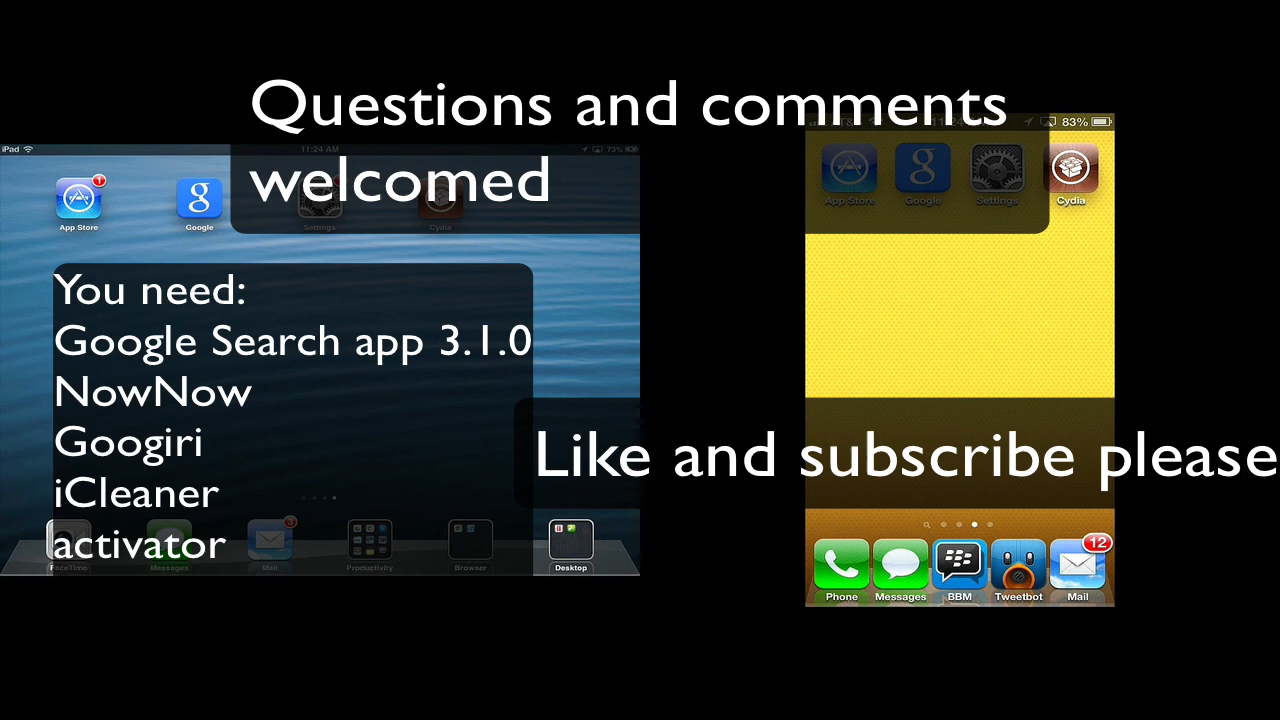 Questions and comments
welcomed
iPad
11:24 AM
73%
App Store
Google
Settings
Cydia
You need:
Google Search app 3.1.0
NowNow
Googiri
iCleaner
activator
FaceTime
Messages
Mail
3
Productivity
Browser
Desktop
1
83%
App Store
Google
Settings
Cydia
Like and subscribe please
12
Phone
Messages
BBM
Tweetbot
Mail